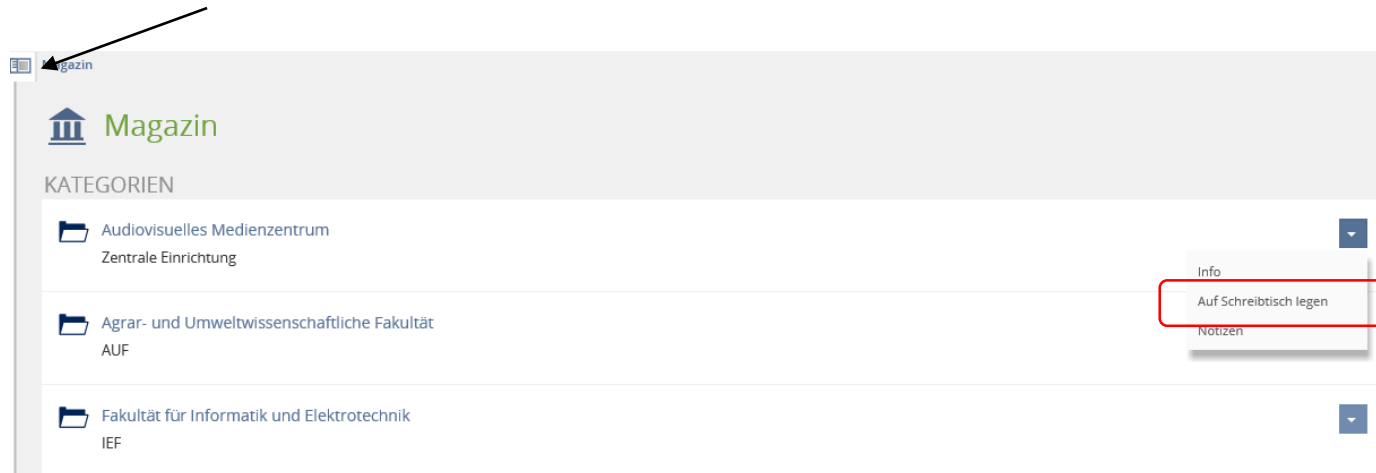 Magazin
Magazin
KATEGORIEN
Audiovisuelles Medienzentrum
Zentrale Einrichtung
Info
Auf Schreibtisch legen
Notizen
Agrar- und Umweltwissenschaftliche Fakultät
AUF
Fakultät für Informatik und Elektrotechnik
IEF